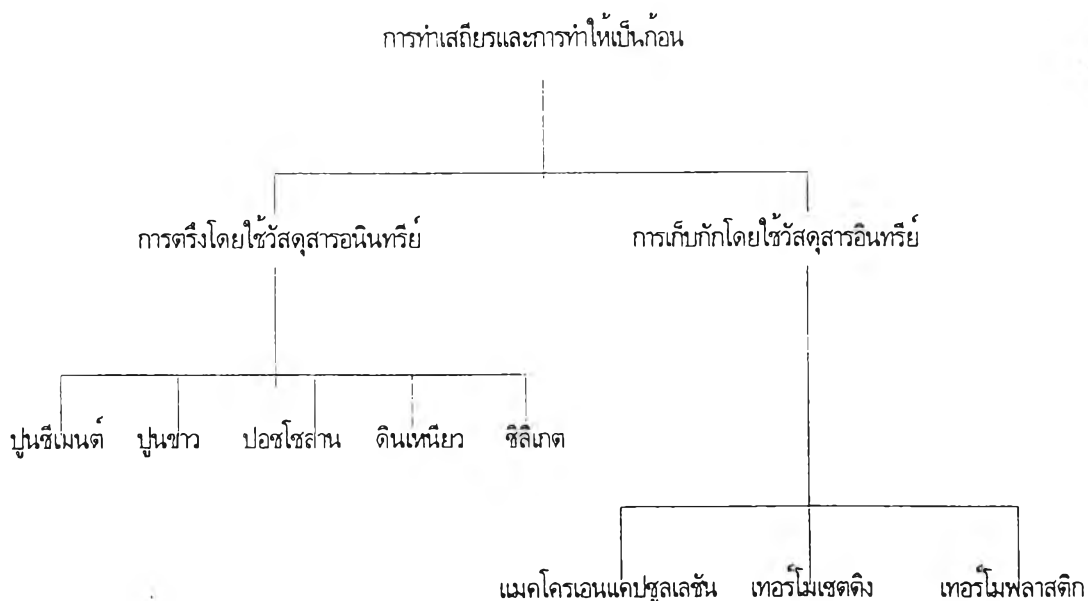 การทำเสถียรและการทำให้เป็นก้อน
การตรึงโดยใช้วัสดุสารอนินทรีย์ การเก็บกักโดยใช้วัสดุสารอินทรีย์
ปูนซีเมนต์ ปูนขาว ปอซโซลาน ดินเหนียว ซิลิเกต
แมคโครเอนแคปซูลเลชัน เทอร์โมเซตติง เทอร์โมพลาสติก